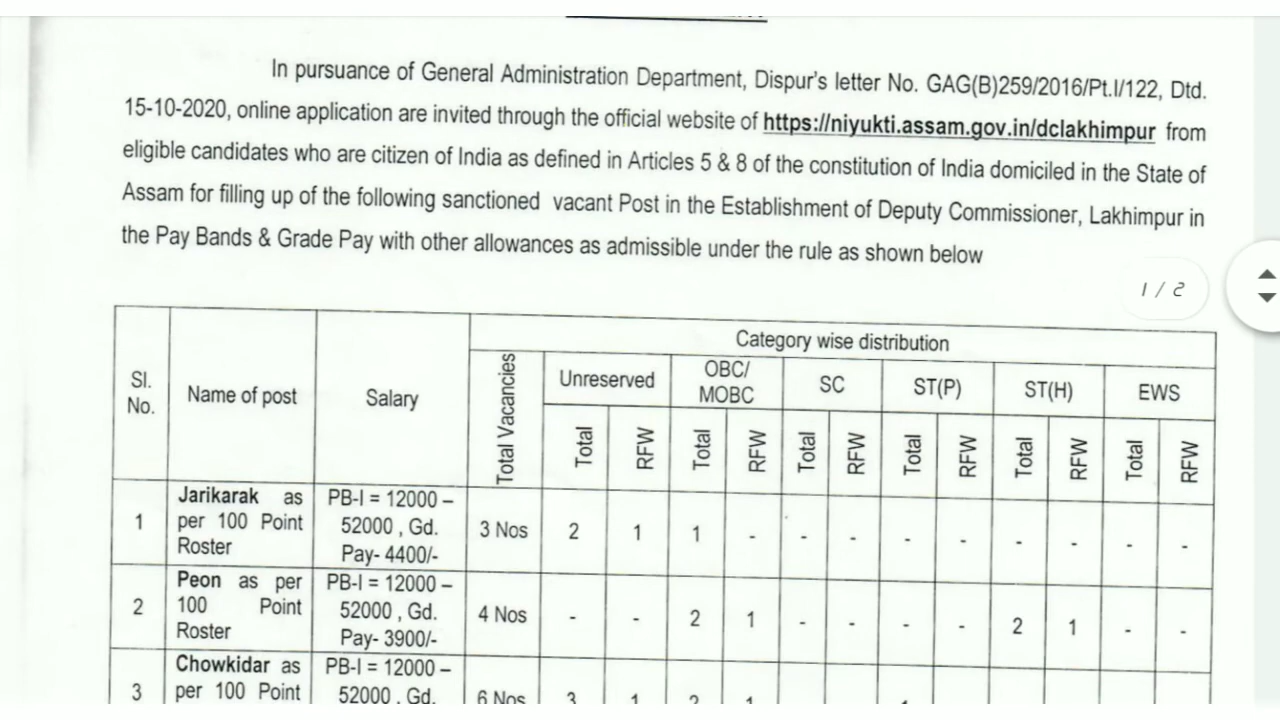 In pursuance of General Administration Department, Dispur's letter No. GAG(B)259/2016/Pt.I/122, Dtd.
15-10-2020, online application are invited through the official website of https://niyukti.assam.gov.in/dclakhimpur from
eligible candidates who are citizen of India as defined in Articles 5 & 8 of the constitution of India domiciled in the State of
Assam for filling up of the following sanctioned vacant Post in the Establishment of Deputy Commissioner, Lakhimpur in
the Pay Bands & Grade Pay with other allowances as admissible under the rule as shown below
1 / 2
Sl. No. Name of post Salary Total Vacancies Category wise distribution
Unreserved OBC/ MOBC SC ST(P) ST(H) EWS
Total RFW Total RFW Total RFW Total RFW Total RFW Total RFW
Jarikarak as PB-I = 12000 –
1 per 100 Point 52000 , Gd. 3 Nos 2 1 1 - - - - - - - - -
Roster Pay- 4400/-
Peon as per PB-I = 12000 –
2 100 Point 52000 , Gd. 4 Nos - - 2 1 - - - - 2 1 - -
Roster Pay- 3900/-
Chowkidar as PB-I = 12000 –
3 per 100 Point 52000 , Gd. 6 Nos 3 1 2 1